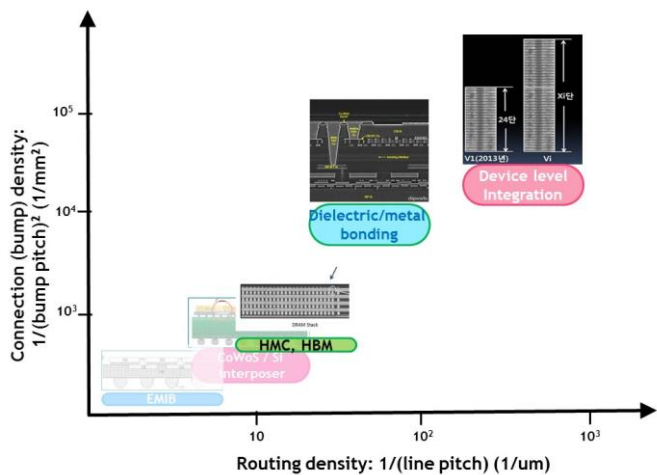 Connection (bump) density:
1/(bump pitch)² (1/mm²)
10⁵
10⁴
10³
24단
Xi단
V1(2013년)
Vi
Device level
Integration
Dielectric/metal
bonding
DRAM Stack
HMC, HBM
CoWoS / Si
Interposer
EMIB
10
10²
10³
Routing density: 1/(line pitch) (1/um)